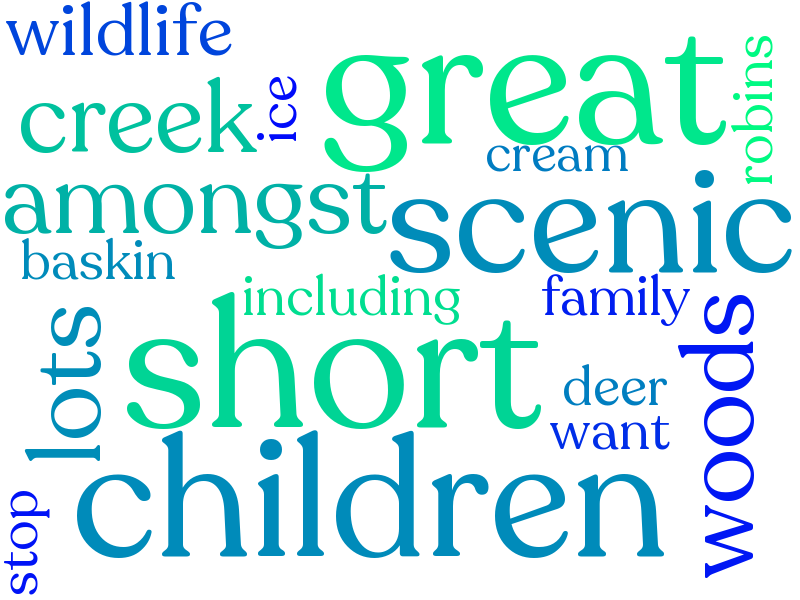 wildlife
great
robins
creek
ice
cream
amongst
scenic
baskin
including
family
lots
short
woods
deer
want
children
stop